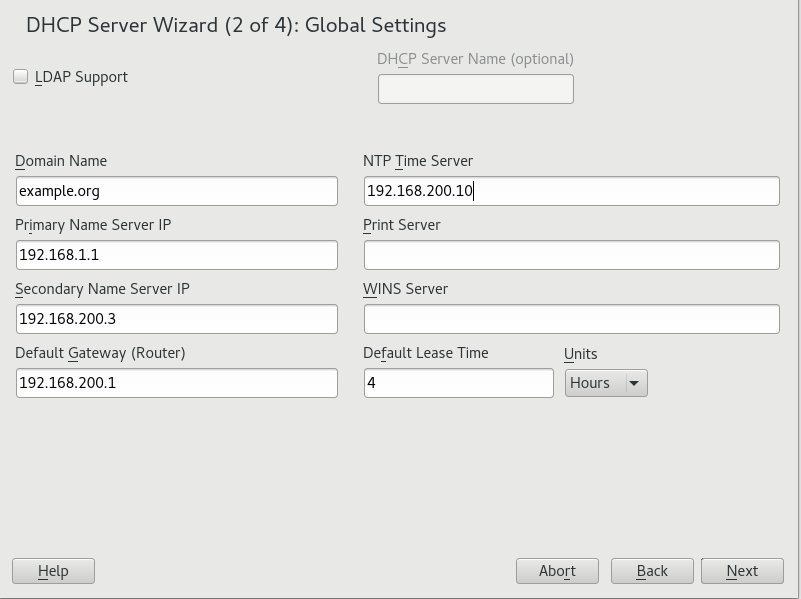 DHCP Server Wizard (2 of 4): Global Settings
LDAP Support
DHCP Server Name (optional)
Domain Name
example.org
NTP Time Server
192.168.200.10
Primary Name Server IP
192.168.1.1
Print Server
Secondary Name Server IP
192.168.200.3
WINS Server
Default Gateway (Router)
192.168.200.1
Default Lease Time
4
Units
Hours
Help
Abort
Back
Next